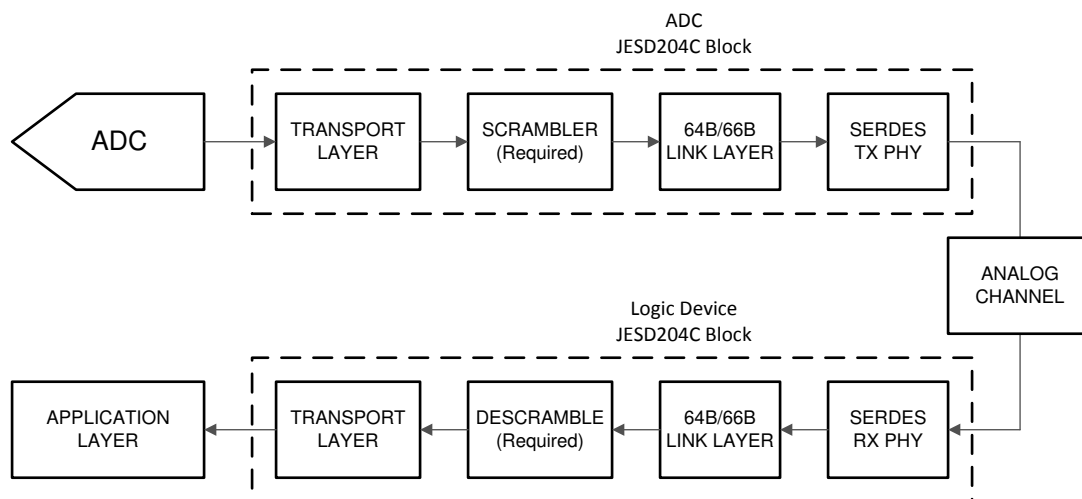 ADC
JESD204C Block
ADC
TRANSPORT
LAYER
SCRAMBLER
(Required)
64B/66B
LINK LAYER
SERDES
TX PHY
ANALOG
CHANNEL
Logic Device
JESD204C Block
APPLICATION
LAYER
TRANSPORT
LAYER
DESCRAMBLE
(Required)
64B/66B
LINK LAYER
SERDES
RX PHY